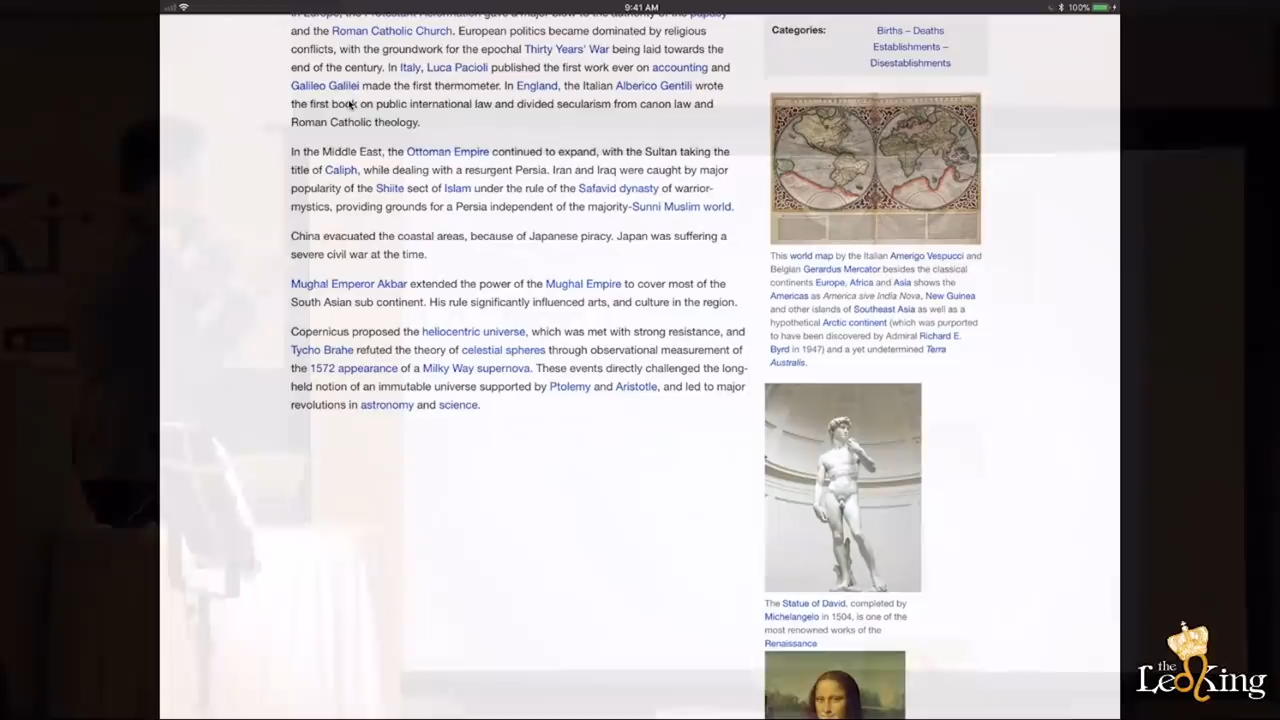 9:41 AM
100%
In Europe, the Protestant Reformation gave a major blow to the authority of the papacy
and the Roman Catholic Church. European politics became dominated by religious
conflicts, with the groundwork for the epochal Thirty Years' War being laid towards the
end of the century. In Italy, Luca Pacioli published the first work ever on accounting and
Galileo Galilei made the first thermometer. In England, the Italian Alberico Gentili wrote
the first book on public international law and divided secularism from canon law and
Roman Catholic theology.
In the Middle East, the Ottoman Empire continued to expand, with the Sultan taking the
title of Caliph, while dealing with a resurgent Persia. Iran and Iraq were caught by major
popularity of the Shiite sect of Islam under the rule of the Safavid dynasty of warrior-
mystics, providing grounds for a Persia independent of the majority-Sunni Muslim world.
China evacuated the coastal areas, because of Japanese piracy. Japan was suffering a
severe civil war at the time.
Mughal Emperor Akbar extended the power of the Mughal Empire to cover most of the
South Asian sub continent. His rule significantly influenced arts, and culture in the region.
Copernicus proposed the heliocentric universe, which was met with strong resistance, and
Tycho Brahe refuted the theory of celestial spheres through observational measurement of
the 1572 appearance of a Milky Way supernova. These events directly challenged the long-
held notion of an immutable universe supported by Ptolemy and Aristotle, and led to major
revolutions in astronomy and science.
Categories: Births – Deaths
Establishments –
Disestablishments
This world map by the Italian Amerigo Vespucci and
Belgian Gerardus Mercator besides the classical
continents Europe, Africa and Asia shows the
Americas as America sive India Nova, New Guinea
and other islands of Southeast Asia as well as a
hypothetical Arctic continent (which was purported
to have been discovered by Admiral Richard E.
Byrd in 1947) and a yet undetermined Terra
Australis.
The Statue of David, completed by
Michelangelo in 1504, is one of the
most renowned works of the
Renaissance
the
LeoKing